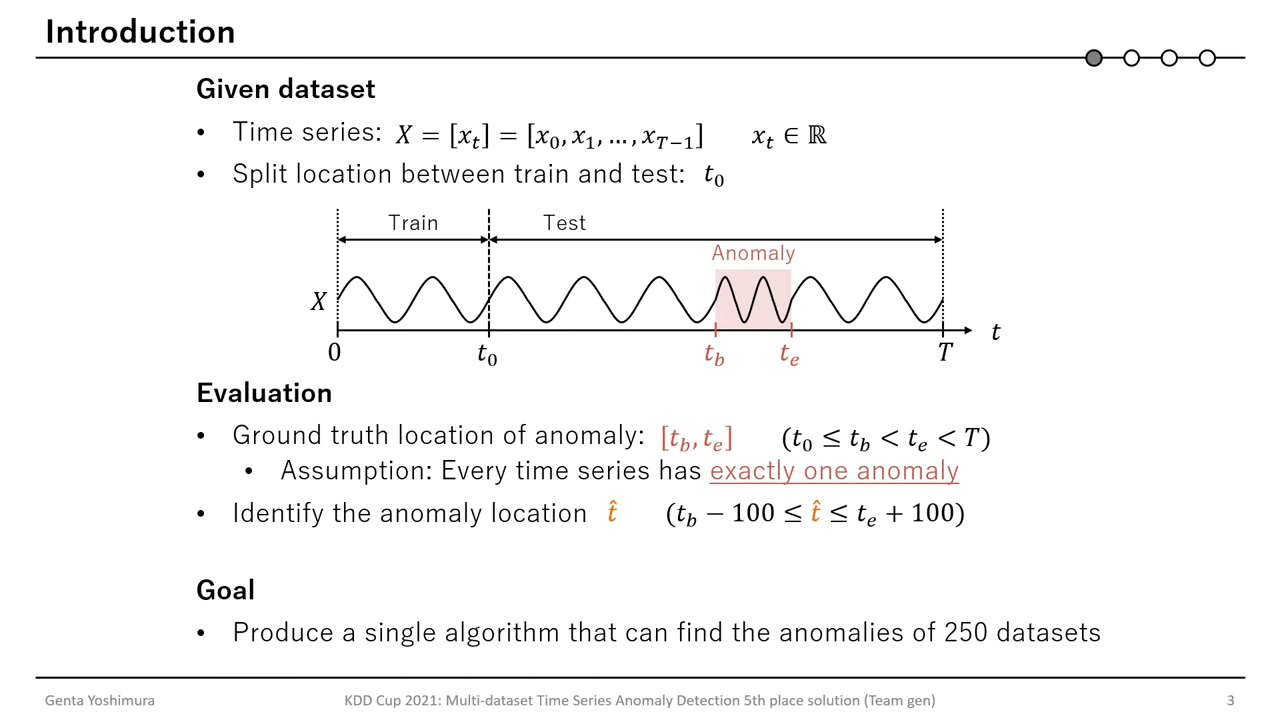 Introduction
Given dataset
• Time series: X = [x_t] = [x_0, x_1, …, x_{T−1}] x_t ∈ ℝ
• Split location between train and test: t_0
Train Test
Anomaly
X
t
0 t_0 t_b t_e T
Evaluation
• Ground truth location of anomaly: [t_b, t_e] (t_0 ≤ t_b < t_e < T)
• Assumption: Every time series has exactly one anomaly
• Identify the anomaly location t̂ (t_b − 100 ≤ t̂ ≤ t_e + 100)
Goal
• Produce a single algorithm that can find the anomalies of 250 datasets
Genta Yoshimura KDD Cup 2021: Multi-dataset Time Series Anomaly Detection 5th place solution (Team gen) 3